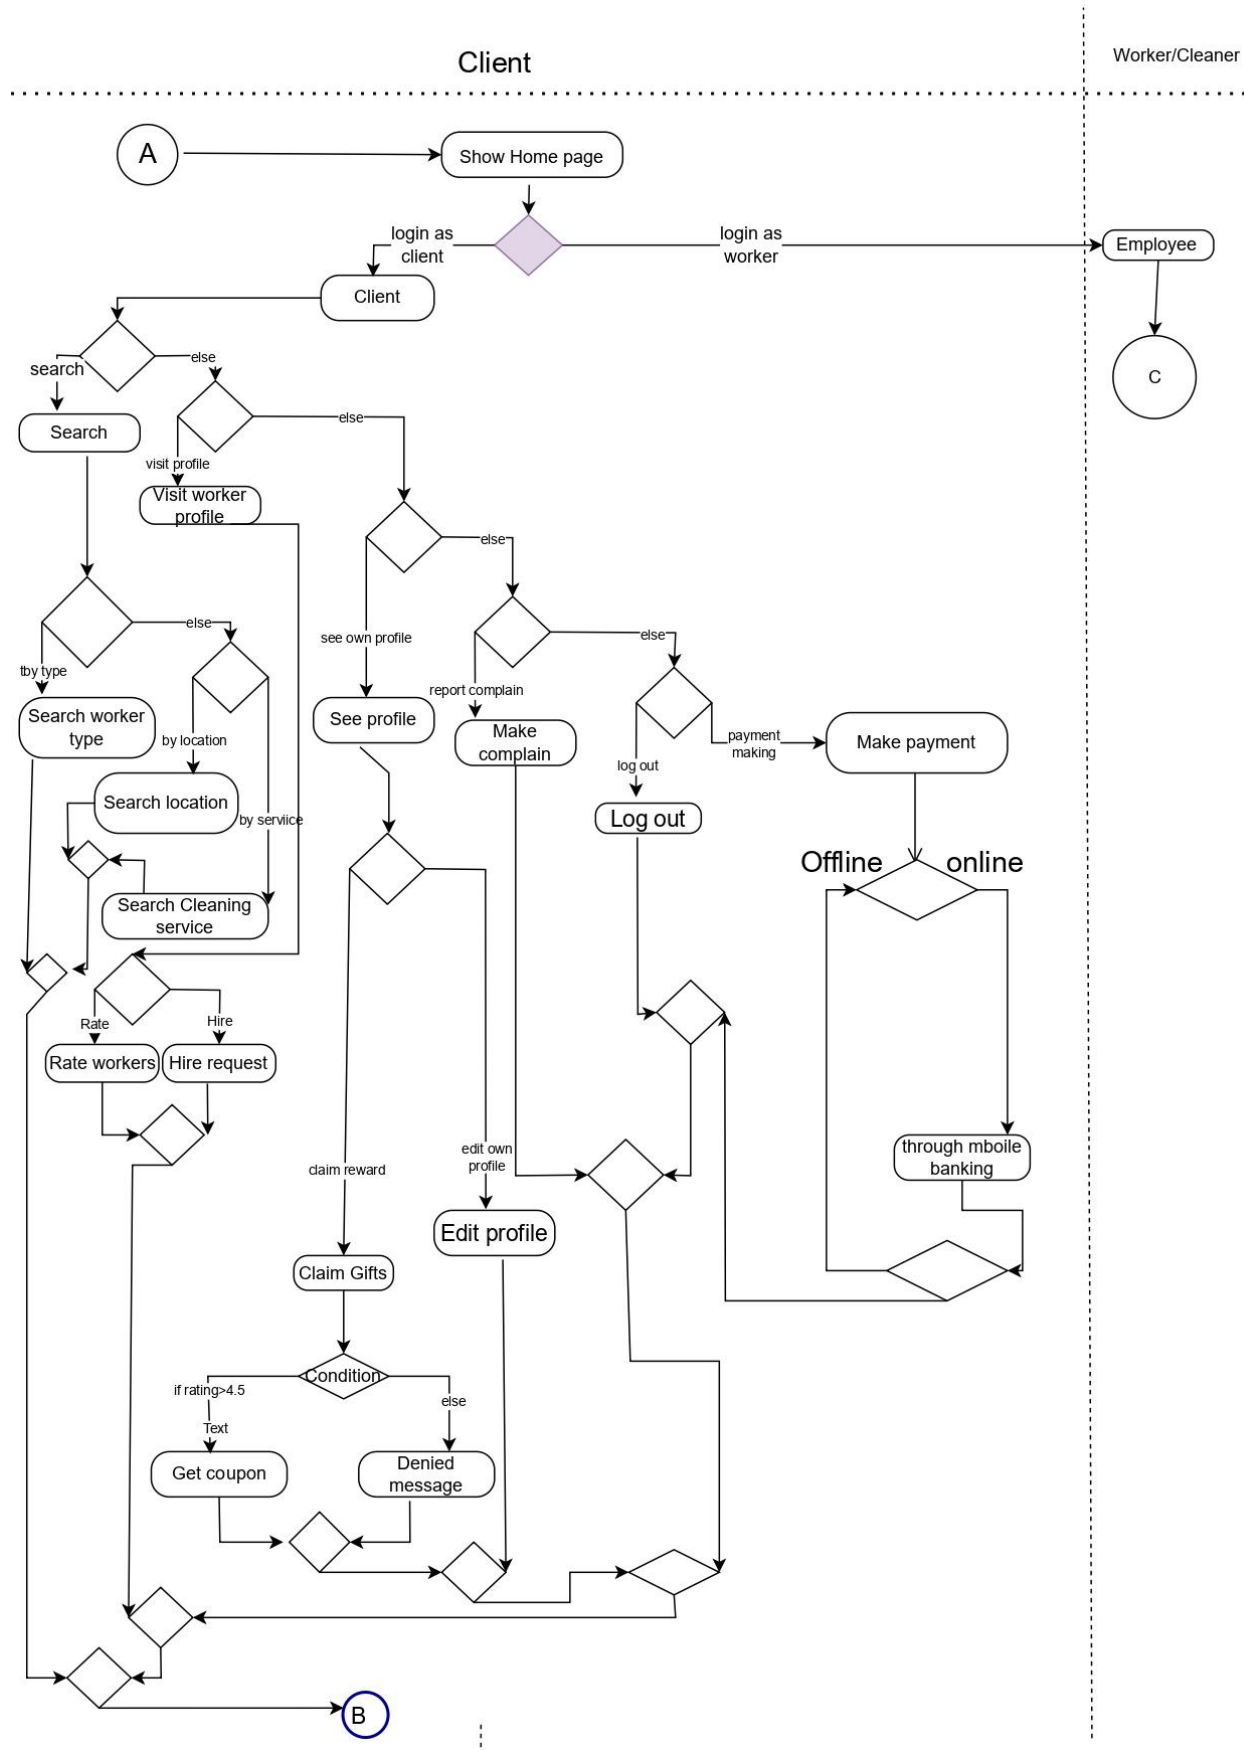 Client
Worker/Cleaner
A
Show Home page
login as
client
login as
worker
Employee
Client
C
search
else
Search
else
visit profile
Visit worker
profile
else
see own profile
else
else
tby type
report complain
Search worker
type
See profile
Make
complain
by location
payment
making
Make payment
log out
Search location
by serviice
Log out
Offline
online
Search Cleaning
service
Rate
Hire
Rate workers
Hire request
through mboile
banking
edit own
profile
claim reward
Edit profile
Claim Gifts
Condition
if rating>4.5
else
Text
Get coupon
Denied
message
B